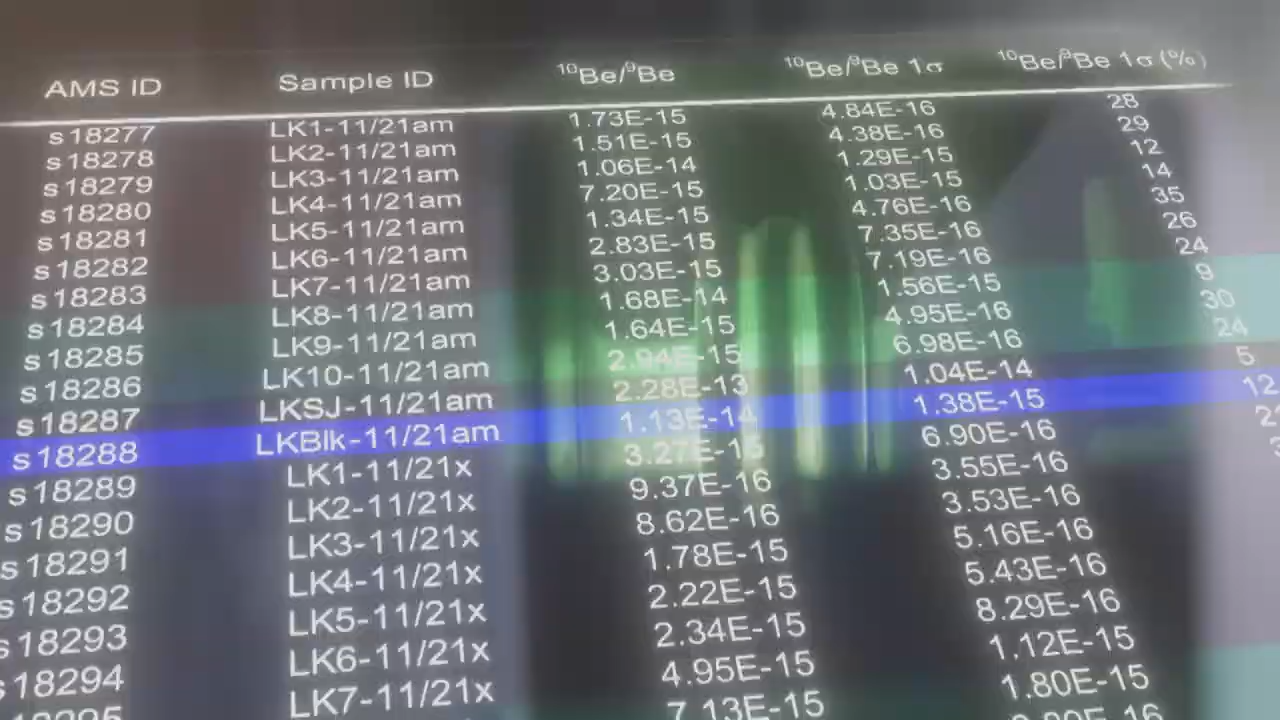 AMS ID Sample ID ¹⁰Be/⁹Be ¹⁰Be/⁹Be 1σ ¹⁰Be/⁹Be 1σ (%)
s18277 LK1-11/21am 1.73E-15 4.84E-16 28
s18278 LK2-11/21am 1.51E-15 4.38E-16 29
s18279 LK3-11/21am 1.06E-14 1.29E-15 12
s18280 LK4-11/21am 7.20E-15 1.03E-15 14
s18281 LK5-11/21am 1.34E-15 4.76E-16 35
s18282 LK6-11/21am 2.83E-15 7.35E-16 26
s18283 LK7-11/21am 3.03E-15 7.19E-16 24
s18284 LK8-11/21am 1.68E-14 1.56E-15 9
s18285 LK9-11/21am 1.64E-15 4.95E-16 30
s18286 LK10-11/21am 2.94E-15 6.98E-16 24
s18287 LKSJ-11/21am 2.28E-13 1.04E-14 5
s18288 LKBlk-11/21am 1.13E-14 1.38E-15 12
s18289 LK1-11/21x 3.27E-15 6.90E-16
s18290 LK2-11/21x 9.37E-16 3.55E-16
s18291 LK3-11/21x 8.62E-16 3.53E-16
s18292 LK4-11/21x 1.78E-15 5.16E-16
s18293 LK5-11/21x 2.22E-15 5.43E-16
s18294 LK6-11/21x 2.34E-15 8.29E-16
LK7-11/21x 4.95E-15 1.12E-15
7.13E-15 1.80E-15